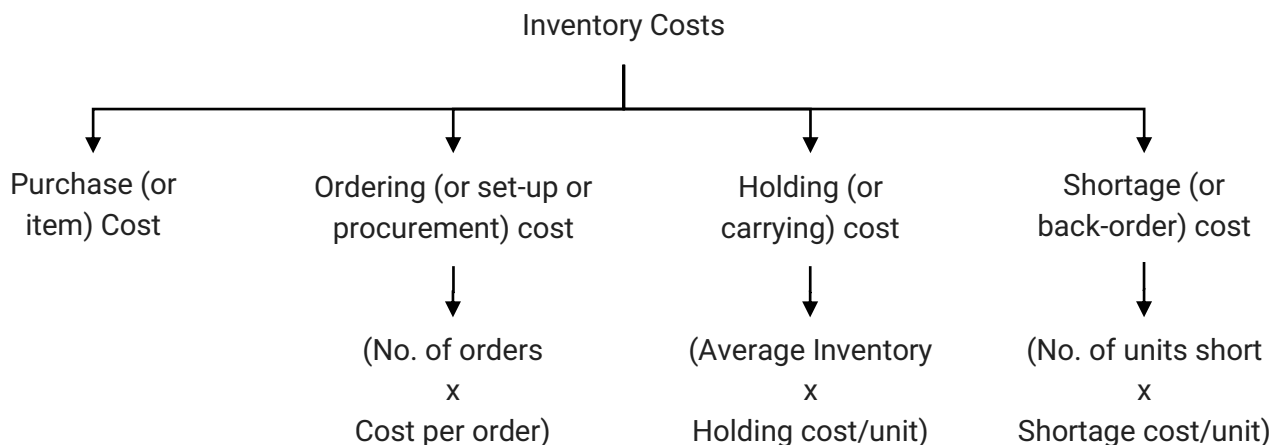 Inventory Costs
Purchase (or
item) Cost
Ordering (or set-up or
procurement) cost
Holding (or
carrying) cost
Shortage (or
back-order) cost
(No. of orders
x
Cost per order)
(Average Inventory
x
Holding cost/unit)
(No. of units short
x
Shortage cost/unit)